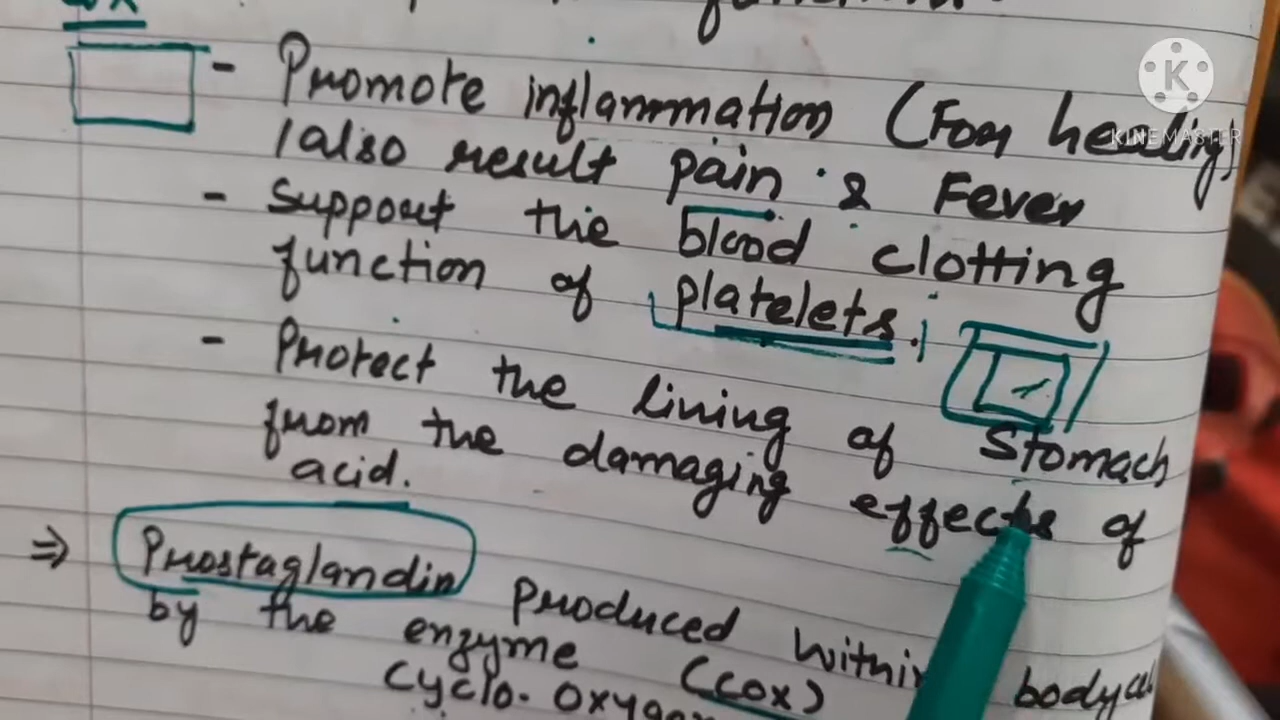 - Promote inflammation (For healing)
/also result pain & Fever
- Support the blood clotting
function of platelets.
- Protect the lining of Stomach
from the damaging effects of
acid.
⇒ Prostaglandin produced within body
by the enzyme (COX)
Cyclo-
K
KINEMASTER